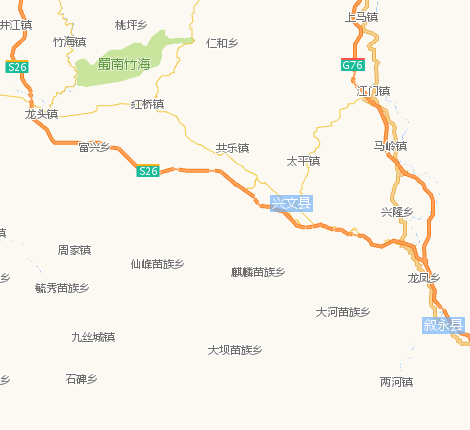 上马镇
井江镇
桃坪乡
竹海镇
仁和乡
蜀南竹海
S26
G76
江门镇
红桥镇
龙头镇
富兴乡
共乐镇
马岭镇
太平镇
S26
兴文县
兴隆乡
镇
周家镇
仙峰苗族乡
麒麟苗族乡
龙凤乡
乡
毓秀苗族乡
大河苗族乡
叙永县
九丝城镇
大坝苗族乡
乡
石碑乡
两河镇